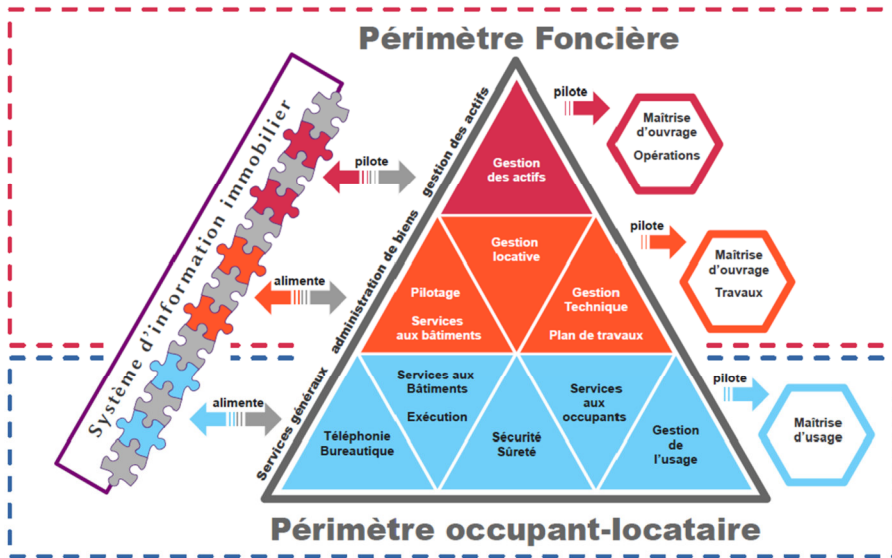 Périmètre Foncière
Système d'information immobilier
pilote
gestion des actifs
Gestion
des actifs
pilote
Maîtrise
d'ouvrage
Opérations
alimente
administration de biens
Gestion
locative
Pilotage
Services
aux bâtiments
Gestion
Technique
Plan de travaux
pilote
Maîtrise
d'ouvrage
Travaux
alimente
Services généraux
Services aux
Bâtiments
Exécution
Téléphonie
Bureautique
Sécurité
Sûreté
Services
aux
occupants
Gestion
de
l'usage
pilote
Maîtrise
d'usage
Périmètre occupant-locataire